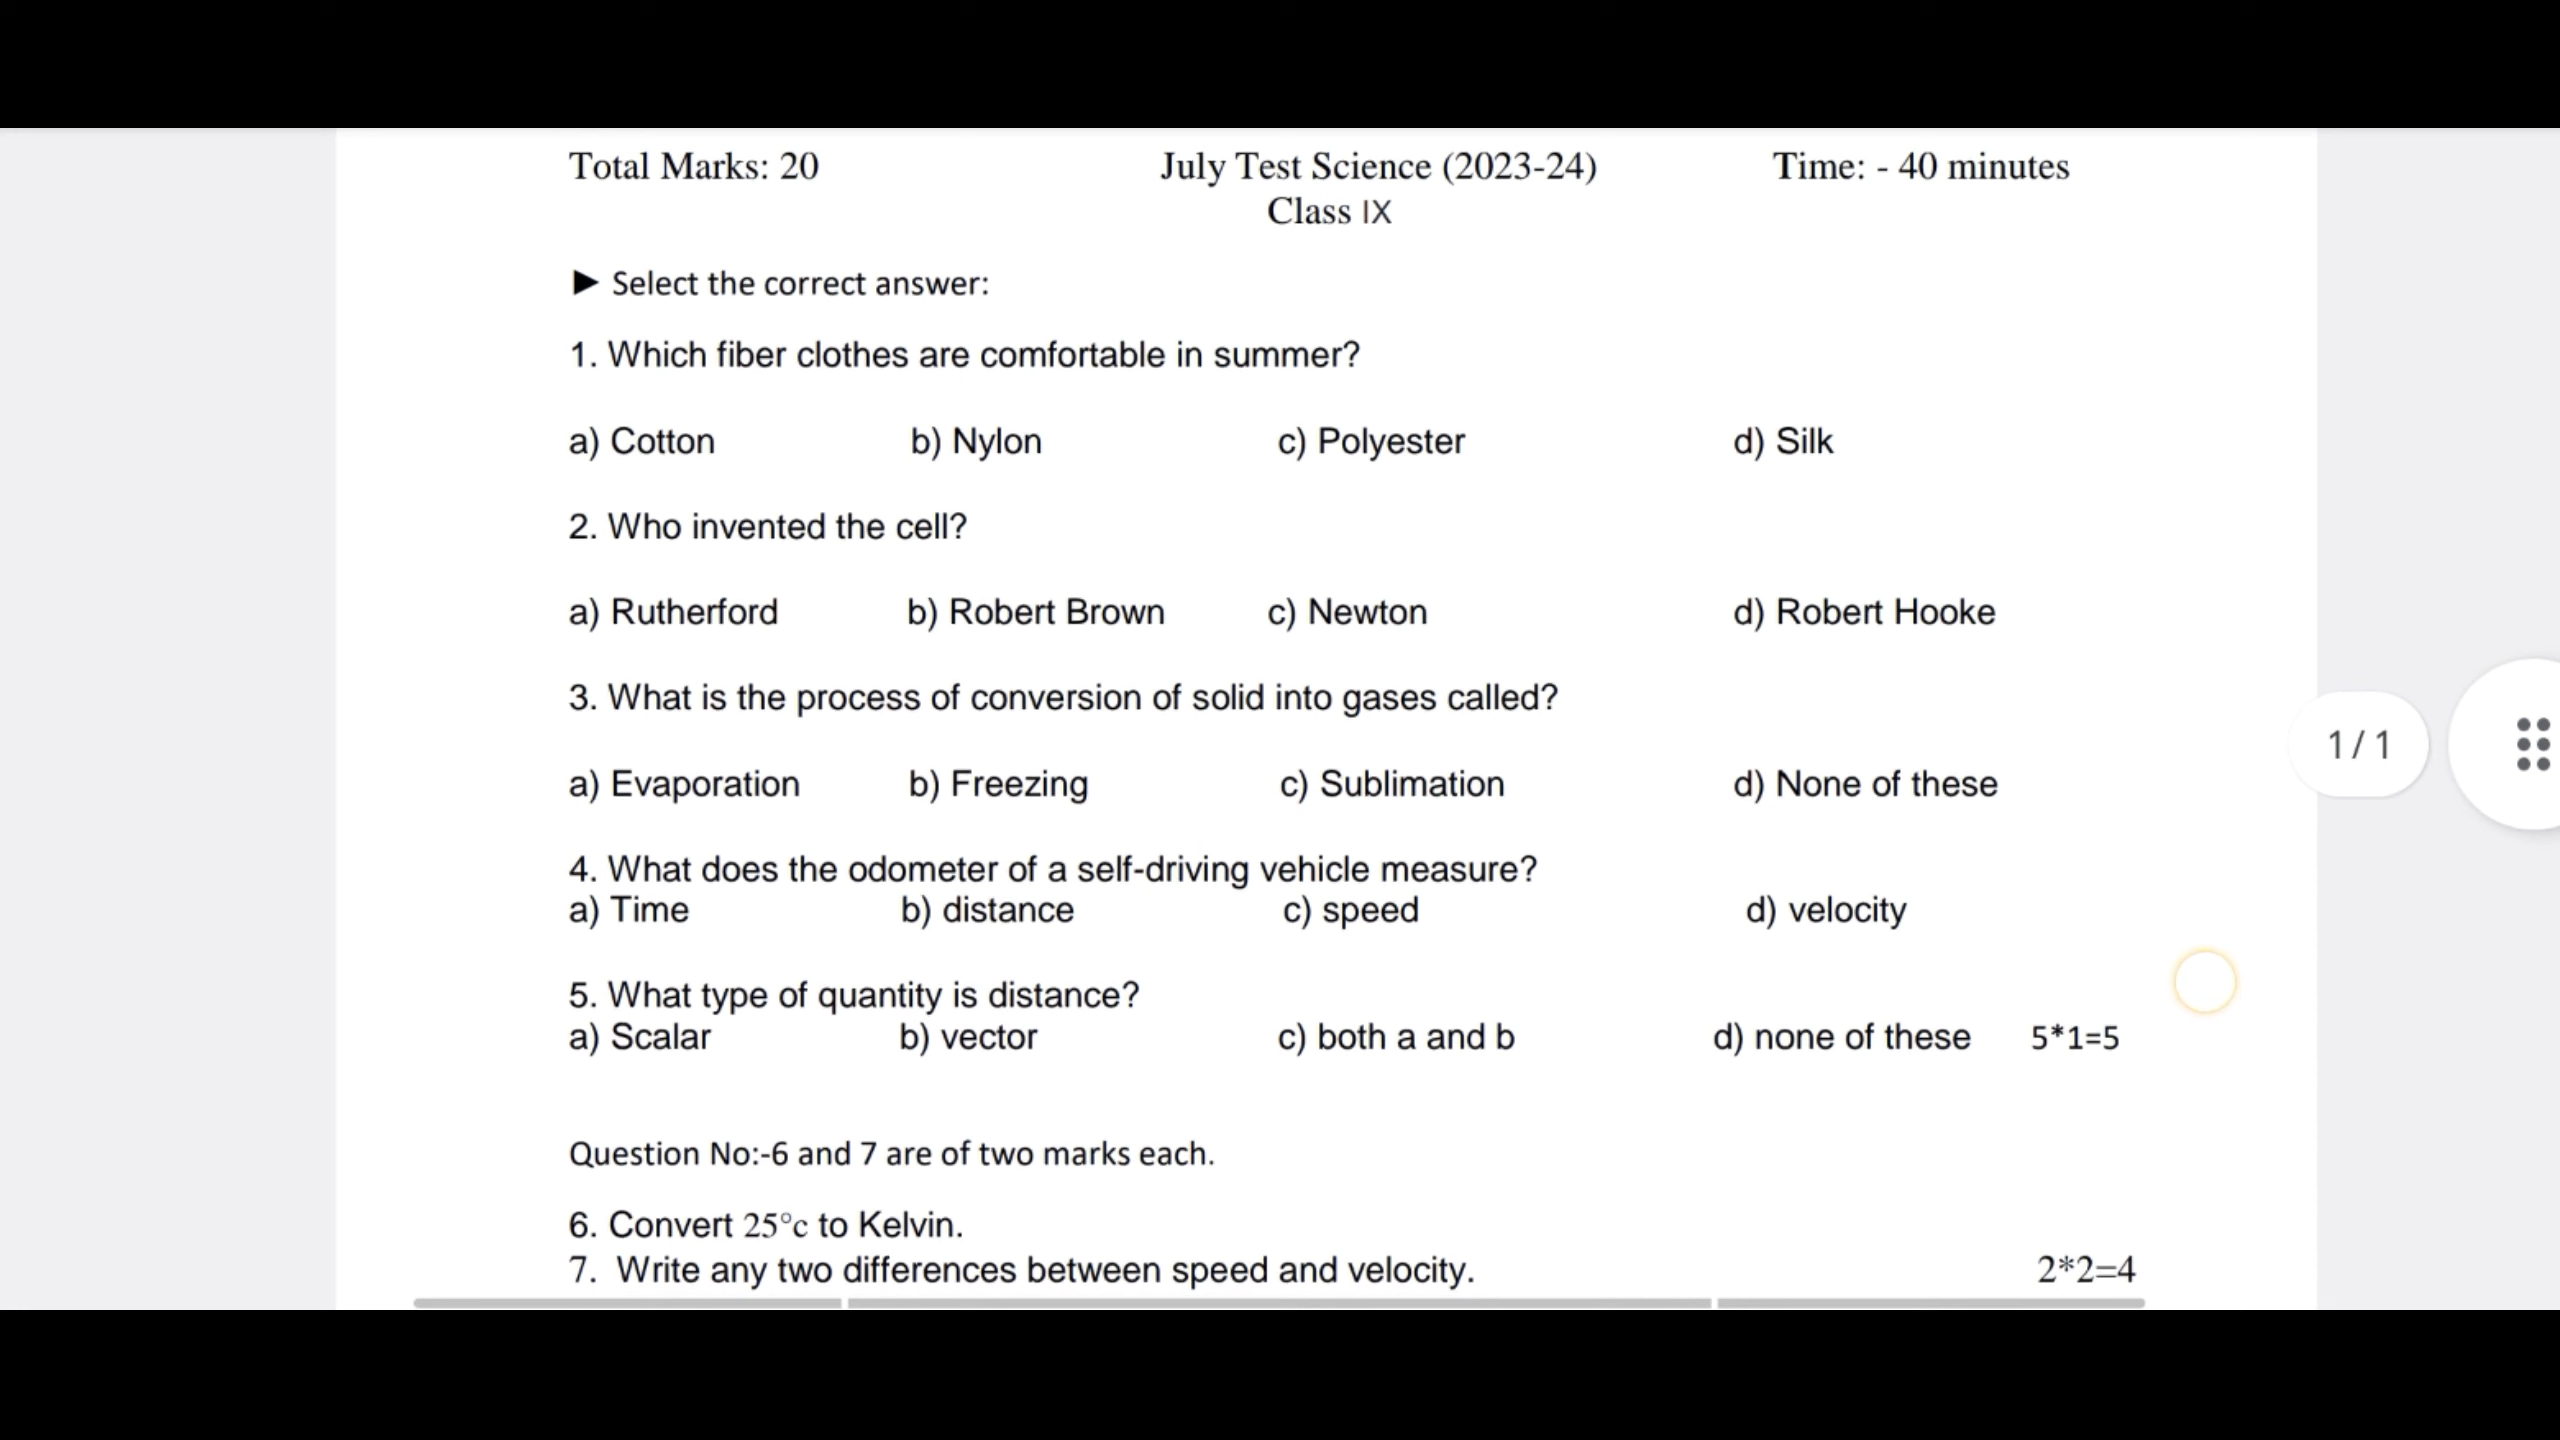 Total Marks: 20 July Test Science (2023-24) Time: - 40 minutes
Class IX
► Select the correct answer:
1. Which fiber clothes are comfortable in summer?
a) Cotton b) Nylon c) Polyester d) Silk
2. Who invented the cell?
a) Rutherford b) Robert Brown c) Newton d) Robert Hooke
3. What is the process of conversion of solid into gases called?
a) Evaporation b) Freezing c) Sublimation d) None of these
1 / 1
4. What does the odometer of a self-driving vehicle measure?
a) Time b) distance c) speed d) velocity
5. What type of quantity is distance?
a) Scalar b) vector c) both a and b d) none of these 5*1=5
Question No:-6 and 7 are of two marks each.
6. Convert 25°c to Kelvin.
7. Write any two differences between speed and velocity. 2*2=4